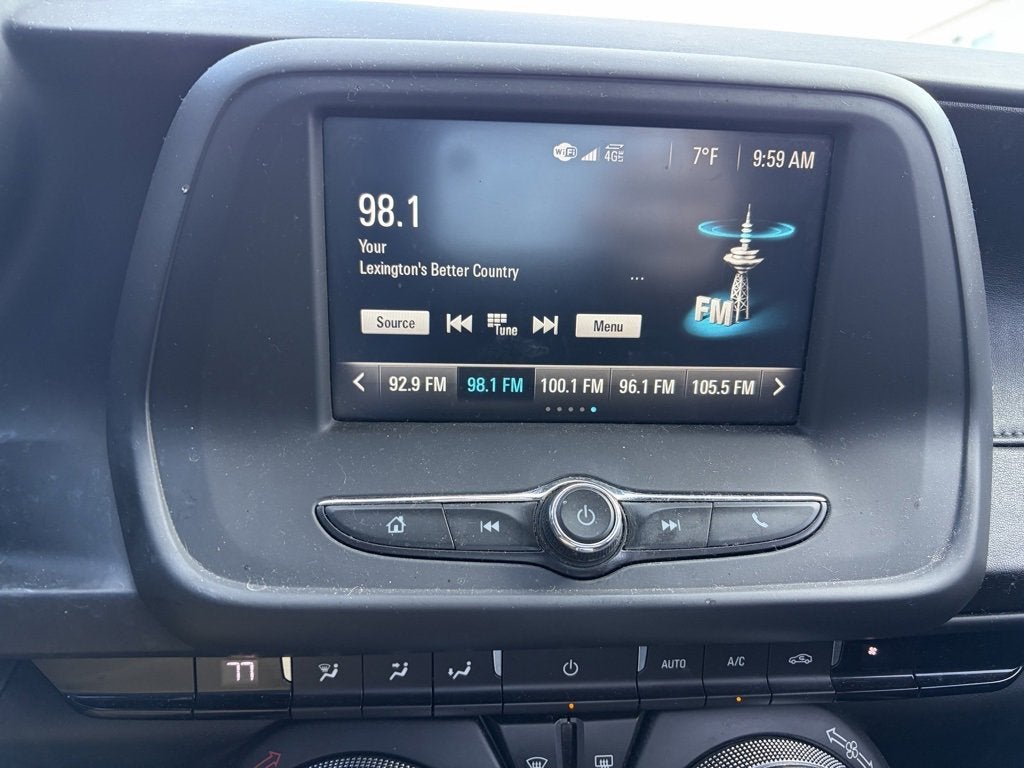 WiFi 4G LTE 7°F 9:59 AM
98.1
Your
Lexington's Better Country
...
FM
Source Tune Menu
92.9 FM 98.1 FM 100.1 FM 96.1 FM 105.5 FM
77 AUTO A/C